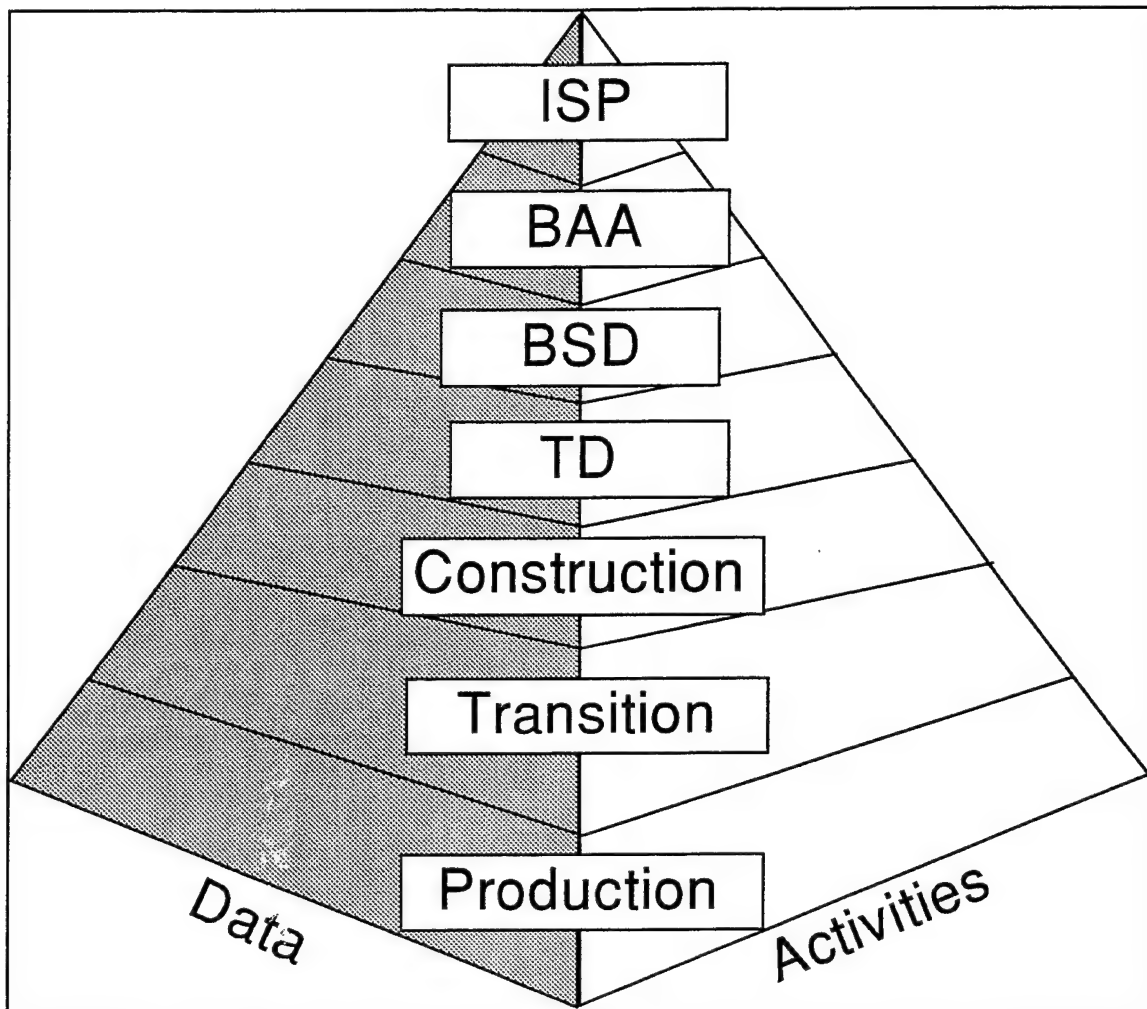 ISP
BAA
BSD
TD
Construction
Transition
Production
Data
Activities